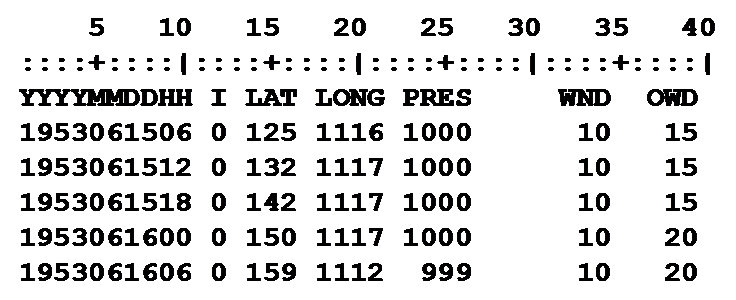 5   10   15   20   25   30   35   40
::::+::::|::::+::::|::::+::::|::::+::::|
YYYYMMDDHH I LAT LONG PRES     WND  OWD
1953061506 0 125 1116 1000      10   15
1953061512 0 132 1117 1000      10   15
1953061518 0 142 1117 1000      10   15
1953061600 0 150 1117 1000      10   20
1953061606 0 159 1112  999      10   20